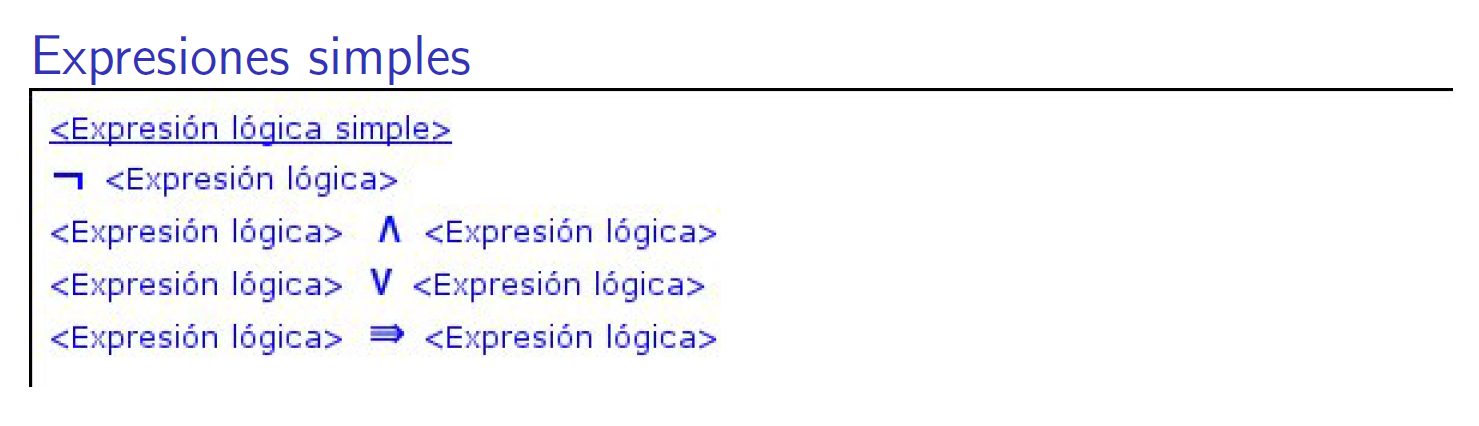 Expresiones simples
<Expresión lógica simple>
¬ <Expresión lógica>
<Expresión lógica> ∧ <Expresión lógica>
<Expresión lógica> ∨ <Expresión lógica>
<Expresión lógica> ⇒ <Expresión lógica>